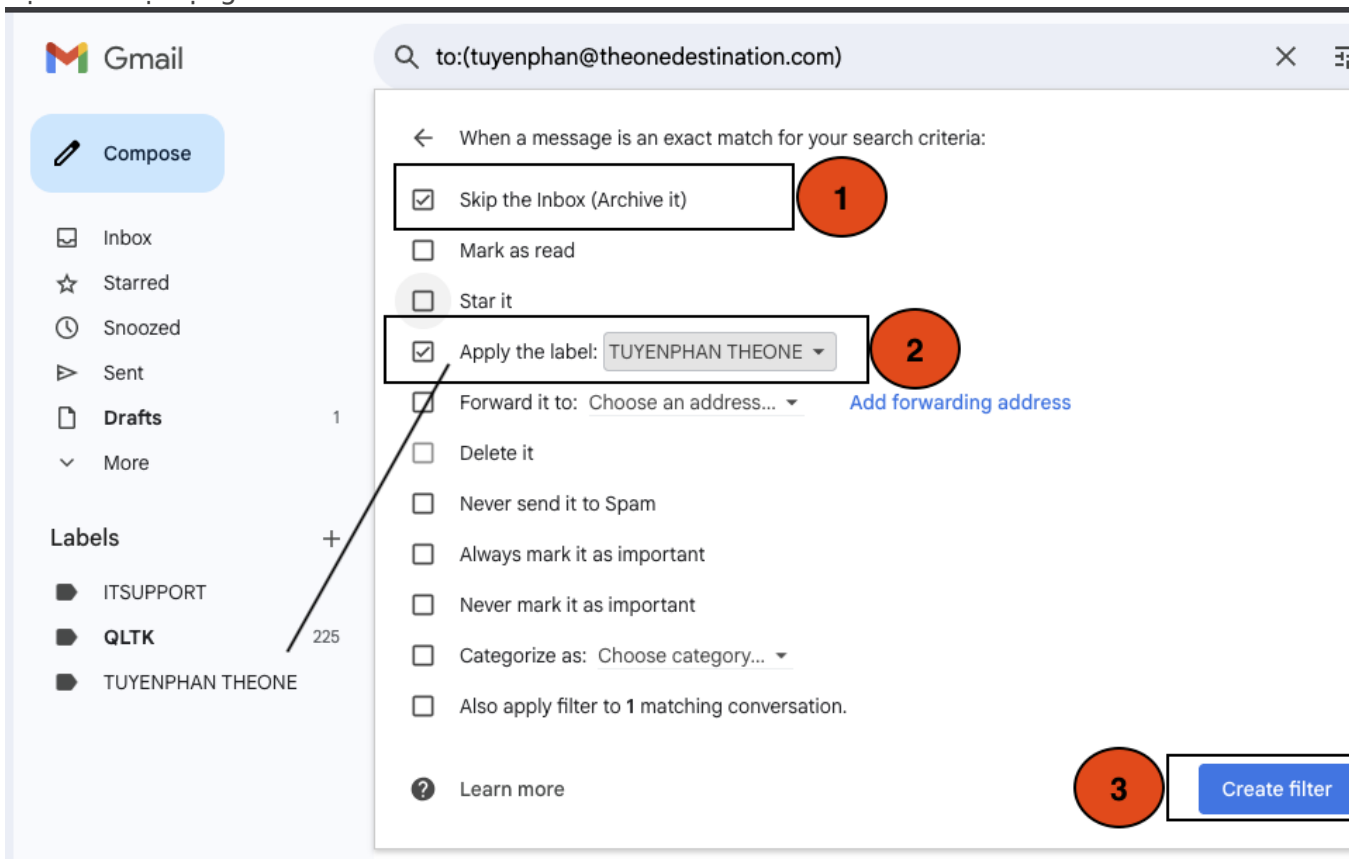 Gmail
to:(tuyenphan@theonedestination.com)
Compose
Inbox
Starred
Snoozed
Sent
Drafts 1
More
Labels +
ITSUPPORT
QLTK 225
TUYENPHAN THEONE
When a message is an exact match for your search criteria:
Skip the Inbox (Archive it) 1
Mark as read
Star it
Apply the label: TUYENPHAN THEONE 2
Forward it to: Choose an address... Add forwarding address
Delete it
Never send it to Spam
Always mark it as important
Never mark it as important
Categorize as: Choose category...
Also apply filter to 1 matching conversation.
Learn more
3 Create filter